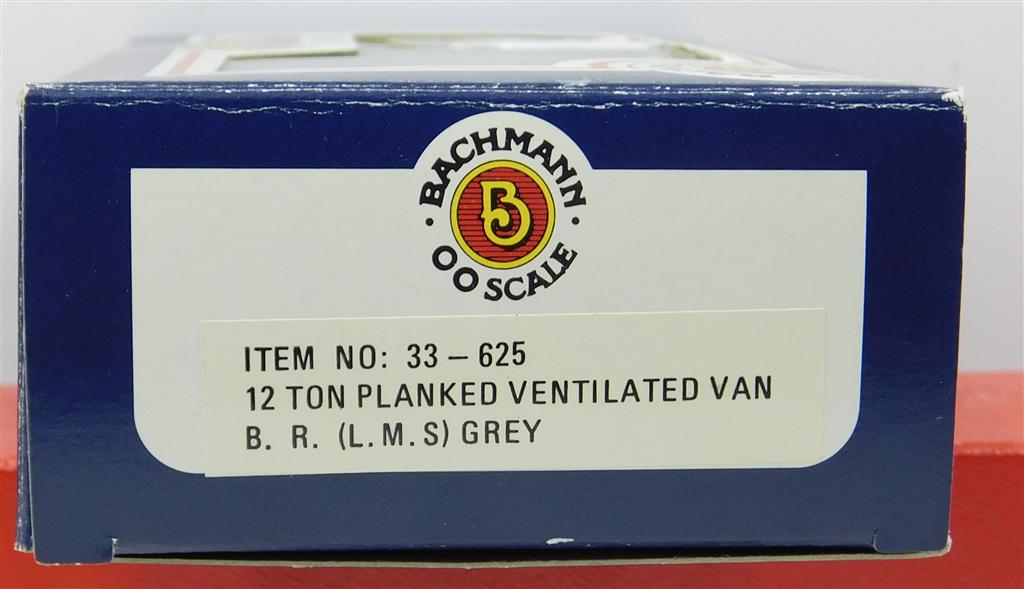 BACHMANN
B
OO SCALE
ITEM NO: 33 – 625
12 TON PLANKED VENTILATED VAN
B. R. (L. M. S) GREY